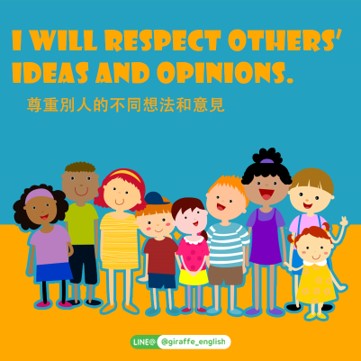 I WILL RESPECT OTHERS'
IDEAS AND OPINIONS.
尊重別人的不同想法和意見
LINE@ @giraffe_english